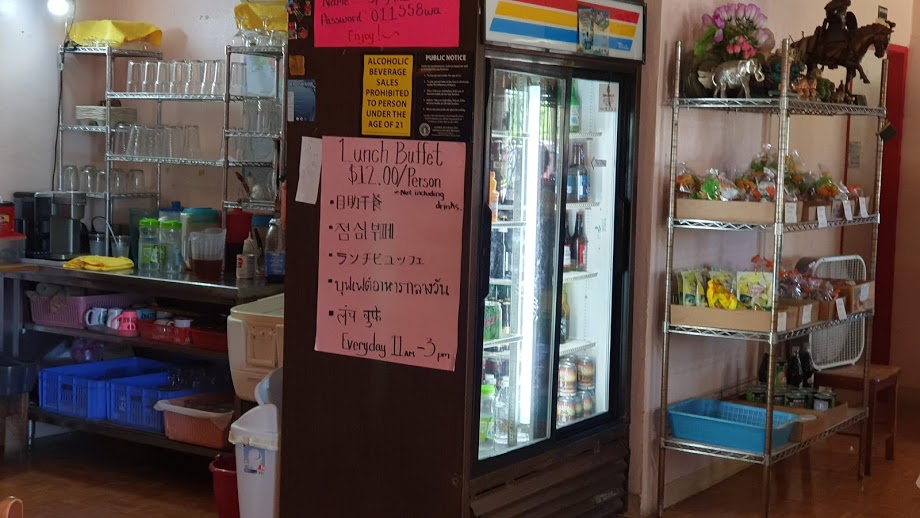 Name
Password : 011558wa
Enjoy!~
ALCOHOLIC
BEVERAGE
SALES
PROHIBITED
TO PERSON
UNDER THE
AGE OF 21
PUBLIC NOTICE
Lunch Buffet
$12.00/Person
- Not including
drinks.
• 自助午餐
• 점심 부페
• ランチビュッフェ
• บุฟเฟต์อาหารกลางวัน
• लंच बुफे
Everyday 11AM - 3pm